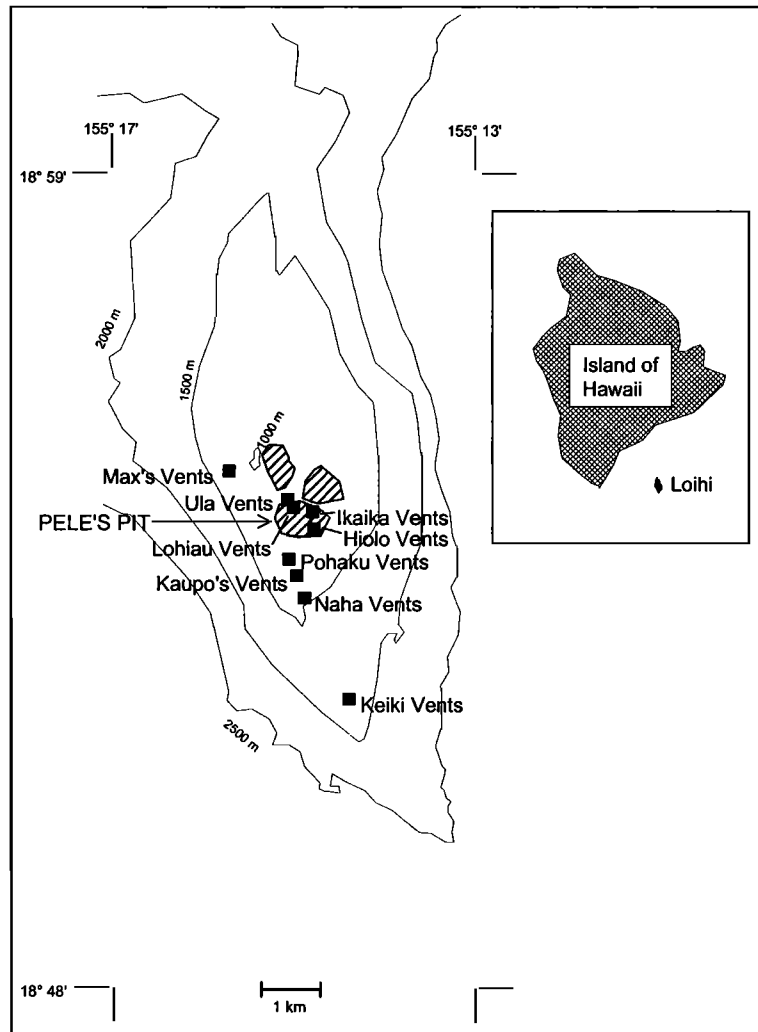 155° 17'
155° 13'
18° 59'
2000 m
1500 m
1000 m
Island of
Hawaii
Loihi
Max's Vents
Ula Vents
PELE'S PIT
Ikaika Vents
Lohiau Vents
Hiolo Vents
Pohaku Vents
Kaupo's Vents
Naha Vents
Keiki Vents
2500 m
18° 48'
1 km